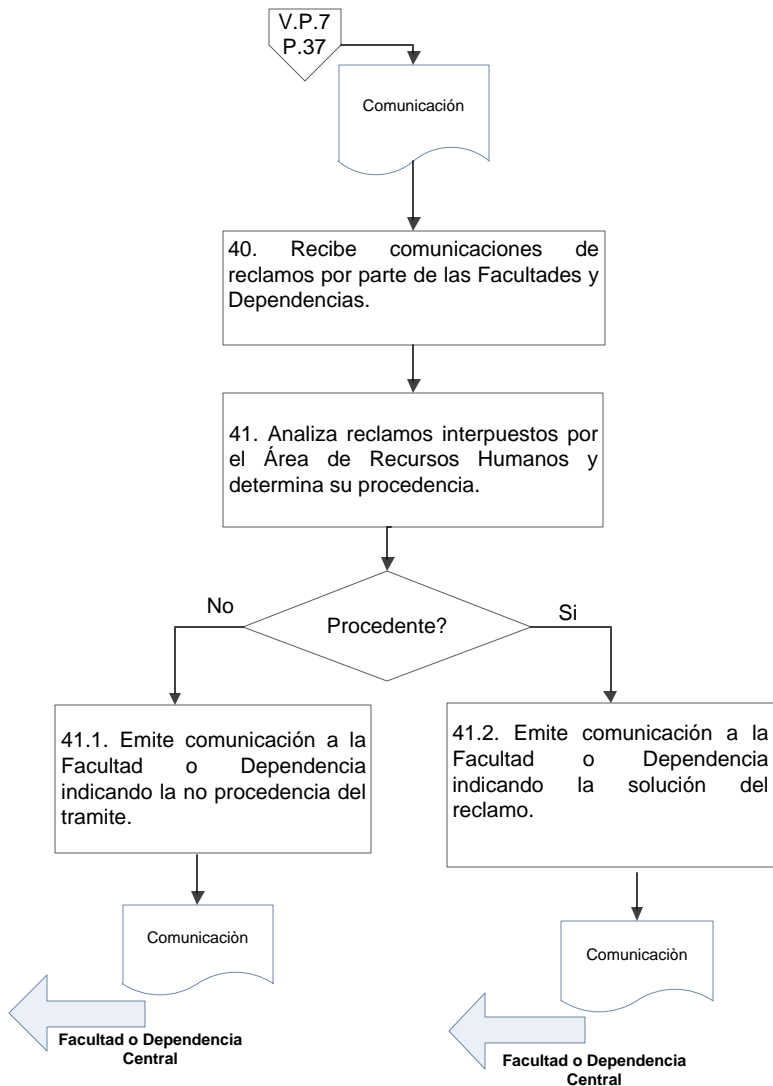 V.P.7
P.37
Comunicación
40. Recibe comunicaciones de
reclamos por parte de las Facultades y
Dependencias.
41. Analiza reclamos interpuestos por
el Área de Recursos Humanos y
determina su procedencia.
No
Procedente?
Si
41.1. Emite comunicación a la
Facultad o Dependencia
indicando la no procedencia del
tramite.
41.2. Emite comunicación a la
Facultad o Dependencia
indicando la solución del
reclamo.
Comunicaciòn
Comunicaciòn
Facultad o Dependencia
Central
Facultad o Dependencia
Central